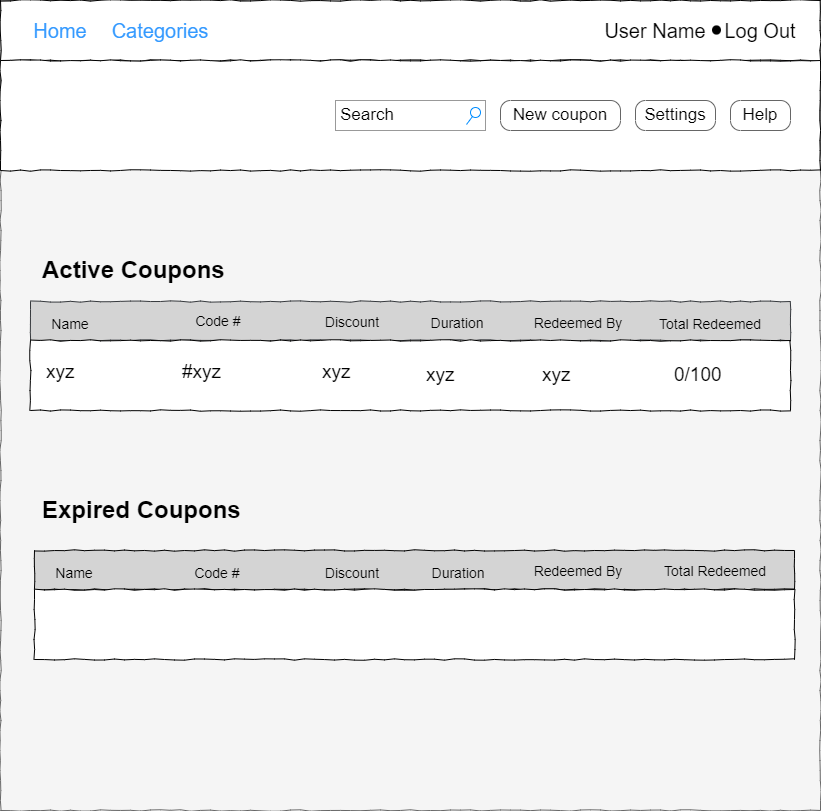 Home Categories User Name • Log Out
Search New coupon Settings Help
Active Coupons
Name Code # Discount Duration Redeemed By Total Redeemed
xyz #xyz xyz xyz xyz 0/100
Expired Coupons
Name Code # Discount Duration Redeemed By Total Redeemed